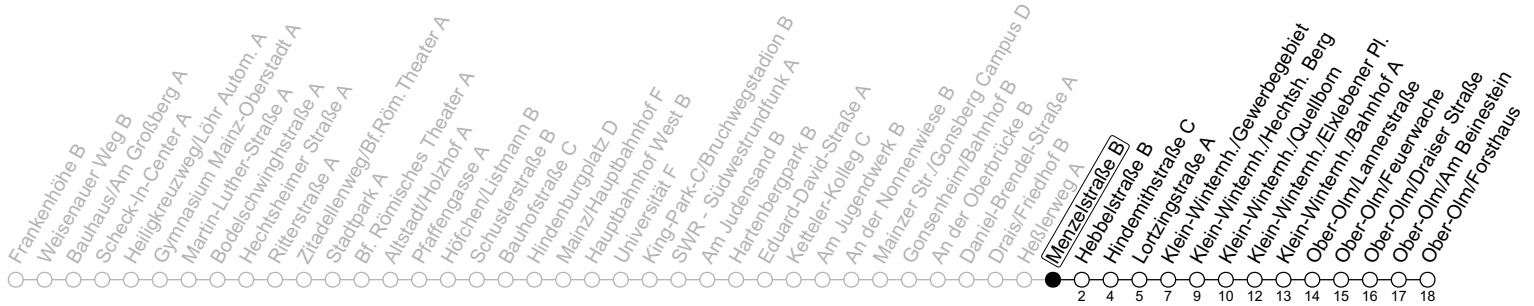 Frankenhöhe B
Weisenauer Weg B
Bauhaus/Am Großberg A
Scheck-In-Center A
Heiligkreuzweg/Löhr Autom. A
Gymnasium Mainz-Oberstadt A
Martin-Luther-Straße A
Bodelschwinghstraße A
Hechtsheimer Straße A
Ritterstraße A
Zitadellenweg/Bf.Röm. Theater A
Stadtpark A
Bf. Römisches Theater A
Altstadt/Holzhof A
Pfaffengasse A
Höfchen/Listmann B
Schusterstraße B
Bauhofstraße C
Hindenburgplatz D
Mainz/Hauptbahnhof F
Hauptbahnhof West B
Universität F
King-Park-C/Bruchwegstadion B
SWR - Südwestrundfunk A
Am Judensand B
Hartenbergpark B
Eduard-David-Straße A
Ketteler-Kolleg C
Am Jugendwerk B
An der Nonnenwiese B
Mainzer Str./Gonsberg Campus D
Gonsenheim/Bahnhof B
An der Oberbrücke B
Daniel-Brendel-Straße A
Drais/Friedhof B
Heßlerweg A
Menzelstraße B
Hebbelstraße B
Hindemithstraße C
Lortzingstraße A
Klein-Winternh./Gewerbegebiet
Klein-Winternh./Hechtsh. Berg
Klein-Winternh./Quellborn
Klein-Winternh./Eixlebener Pl.
Klein-Winternh./Bahnhof A
Ober-Olm/Lannerstraße
Ober-Olm/Feuerwache
Ober-Olm/Draiser Straße
Ober-Olm/Am Beinestein
Ober-Olm/Forsthaus
2 4 5 7 9 10 12 13 14 15 16 17 18